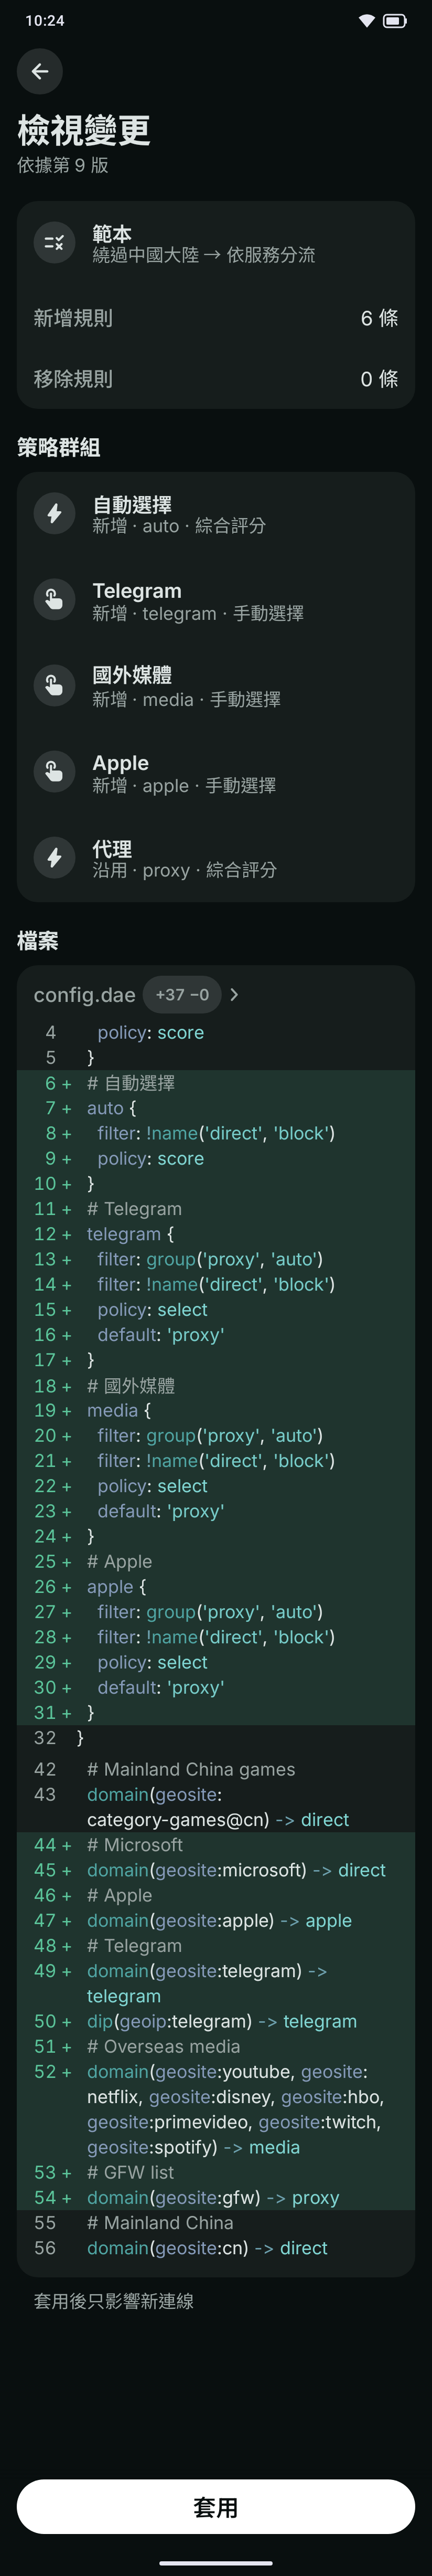 10:24
檢視變更
依據第 9 版
範本
繞過中國大陸 → 依服務分流
新增規則 6 條
移除規則 0 條
策略群組
自動選擇
新增 · auto · 綜合評分
Telegram
新增 · telegram · 手動選擇
國外媒體
新增 · media · 手動選擇
Apple
新增 · apple · 手動選擇
代理
沿用 · proxy · 綜合評分
檔案
config.dae +37 −0
4 policy: score
5 }
6 + # 自動選擇
7 + auto {
8 + filter: !name('direct', 'block')
9 + policy: score
10 + }
11 + # Telegram
12 + telegram {
13 + filter: group('proxy', 'auto')
14 + filter: !name('direct', 'block')
15 + policy: select
16 + default: 'proxy'
17 + }
18 + # 國外媒體
19 + media {
20 + filter: group('proxy', 'auto')
21 + filter: !name('direct', 'block')
22 + policy: select
23 + default: 'proxy'
24 + }
25 + # Apple
26 + apple {
27 + filter: group('proxy', 'auto')
28 + filter: !name('direct', 'block')
29 + policy: select
30 + default: 'proxy'
31 + }
32 }
42 # Mainland China games
43 domain(geosite:
category-games@cn) -> direct
44 + # Microsoft
45 + domain(geosite:microsoft) -> direct
46 + # Apple
47 + domain(geosite:apple) -> apple
48 + # Telegram
49 + domain(geosite:telegram) ->
telegram
50 + dip(geoip:telegram) -> telegram
51 + # Overseas media
52 + domain(geosite:youtube, geosite:
netflix, geosite:disney, geosite:hbo,
geosite:primevideo, geosite:twitch,
geosite:spotify) -> media
53 + # GFW list
54 + domain(geosite:gfw) -> proxy
55 # Mainland China
56 domain(geosite:cn) -> direct
套用後只影響新連線
套用